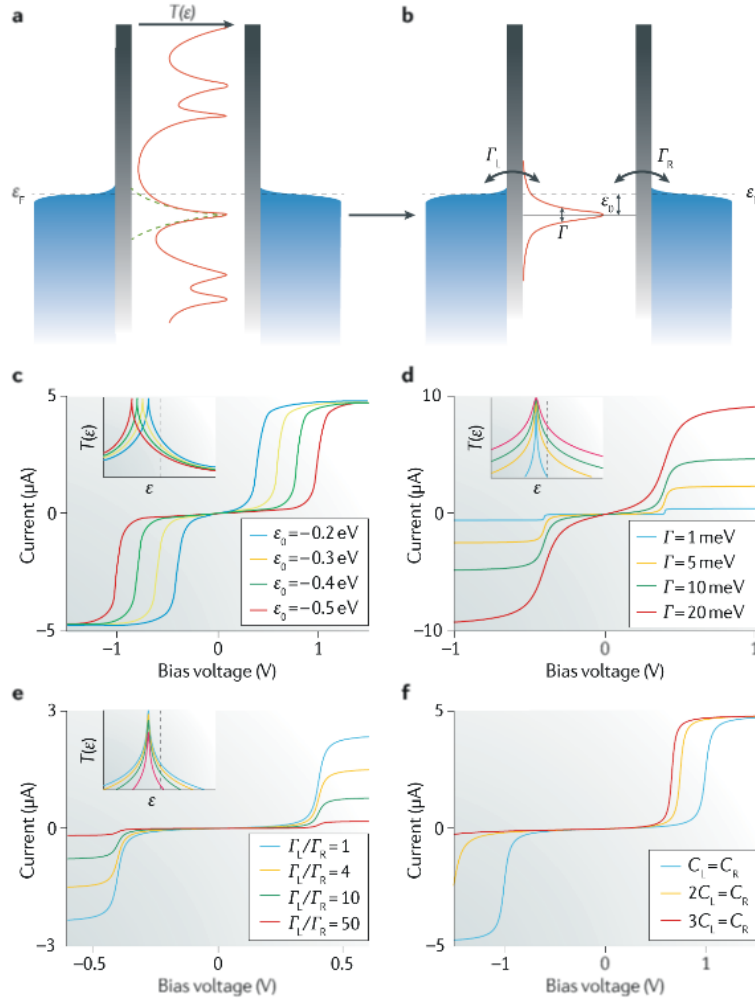 a
T(ε)
ε_F
b
Γ_L
Γ_R
ε_0
Γ
c
5
T(ε)
ε
Current (µA)
0
ε_0 = −0.2 eV
ε_0 = −0.3 eV
ε_0 = −0.4 eV
ε_0 = −0.5 eV
−5
−1 0 1
Bias voltage (V)
d
10
T(ε)
ε
Current (µA)
0
Γ = 1 meV
Γ = 5 meV
Γ = 10 meV
Γ = 20 meV
−10
−1 0 1
Bias voltage (V)
e
3
T(ε)
ε
Current (µA)
0
Γ_L/Γ_R = 1
Γ_L/Γ_R = 4
Γ_L/Γ_R = 10
Γ_L/Γ_R = 50
−3
−0.5 0 0.5
Bias voltage (V)
f
5
Current (µA)
0
C_L = C_R
2C_L = C_R
3C_L = C_R
−5
−1 0 1
Bias voltage (V)